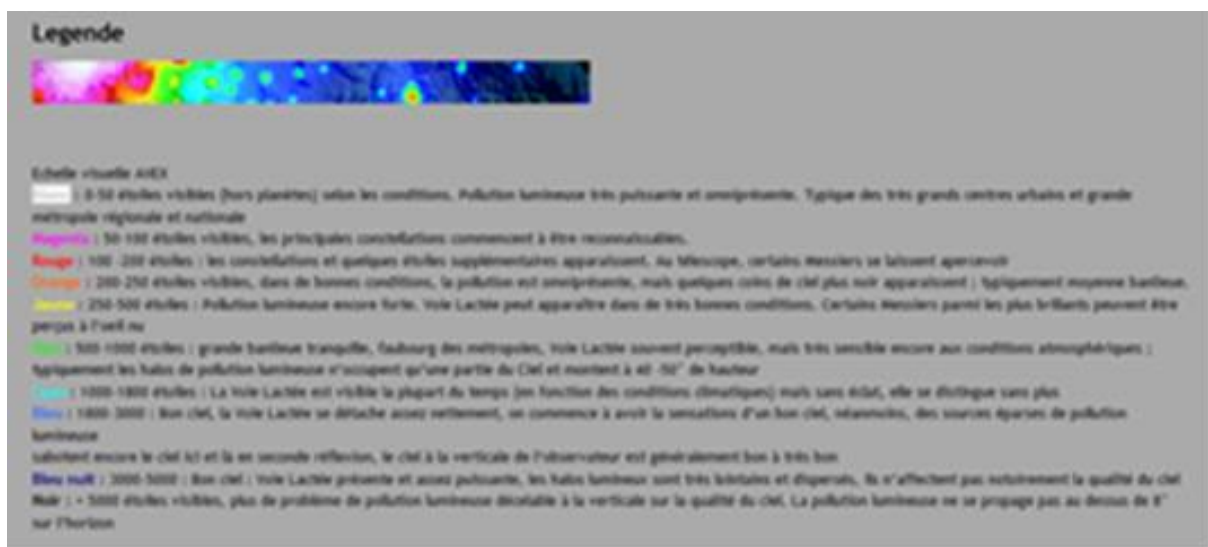 Legende
Echelle visuelle AVEX
: 0-50 étoiles visibles (hors planètes) selon les conditions. Pollution lumineuse très puissante et omniprésente. Typique des très grands centres urbains et grande
métropole régionale et nationale
Magenta : 50-100 étoiles visibles, les principales constellations commencent à être reconnaissables.
Rouge : 100 -200 étoiles : les constellations et quelques étoiles supplémentaires apparaissent. Au télescope, certains Messiers se laissent apercevoir
Orange : 200-250 étoiles visibles, dans de bonnes conditions, la pollution est omniprésente, mais quelques coins de ciel plus noir apparaissent ; typiquement moyenne banlieue.
Jaune : 250-500 étoiles : Pollution lumineuse encore forte. Voie Lactée peut apparaître dans de très bonnes conditions. Certains Messiers parmi les plus brillants peuvent être
perçus à l'oeil nu
Vert : 500-1000 étoiles : grande banlieue tranquille, faubourg des métropoles, Voie Lactée souvent perceptible, mais très sensible encore aux conditions atmosphériques ;
typiquement les halos de pollution lumineuse n'occupent qu'une partie du Ciel et montent à 40 -50° de hauteur
Cyan : 1000-1800 étoiles : La Voie Lactée est visible la plupart du temps (en fonction des conditions climatiques) mais sans éclat, elle se distingue sans plus
Bleu : 1800-3000 : Bon ciel, la Voie Lactée se détache assez nettement, on commence à avoir la sensations d'un bon ciel, néanmoins, des sources éparses de pollution
lumineuse
sabotent encore le ciel ici et là en seconde réflexion, le ciel à la verticale de l'observateur est généralement bon à très bon
Bleu nuit : 3000-5000 : Bon ciel : Voie Lactée présente et assez puissante, les halos lumineux sont très lointains et dispersés, ils n'affectent pas notoirement la qualité du ciel
Noir : + 5000 étoiles visibles, plus de problème de pollution lumineuse décelable à la verticale sur la qualité du ciel. La pollution lumineuse ne se propage pas au dessus de 8°
sur l'horizon